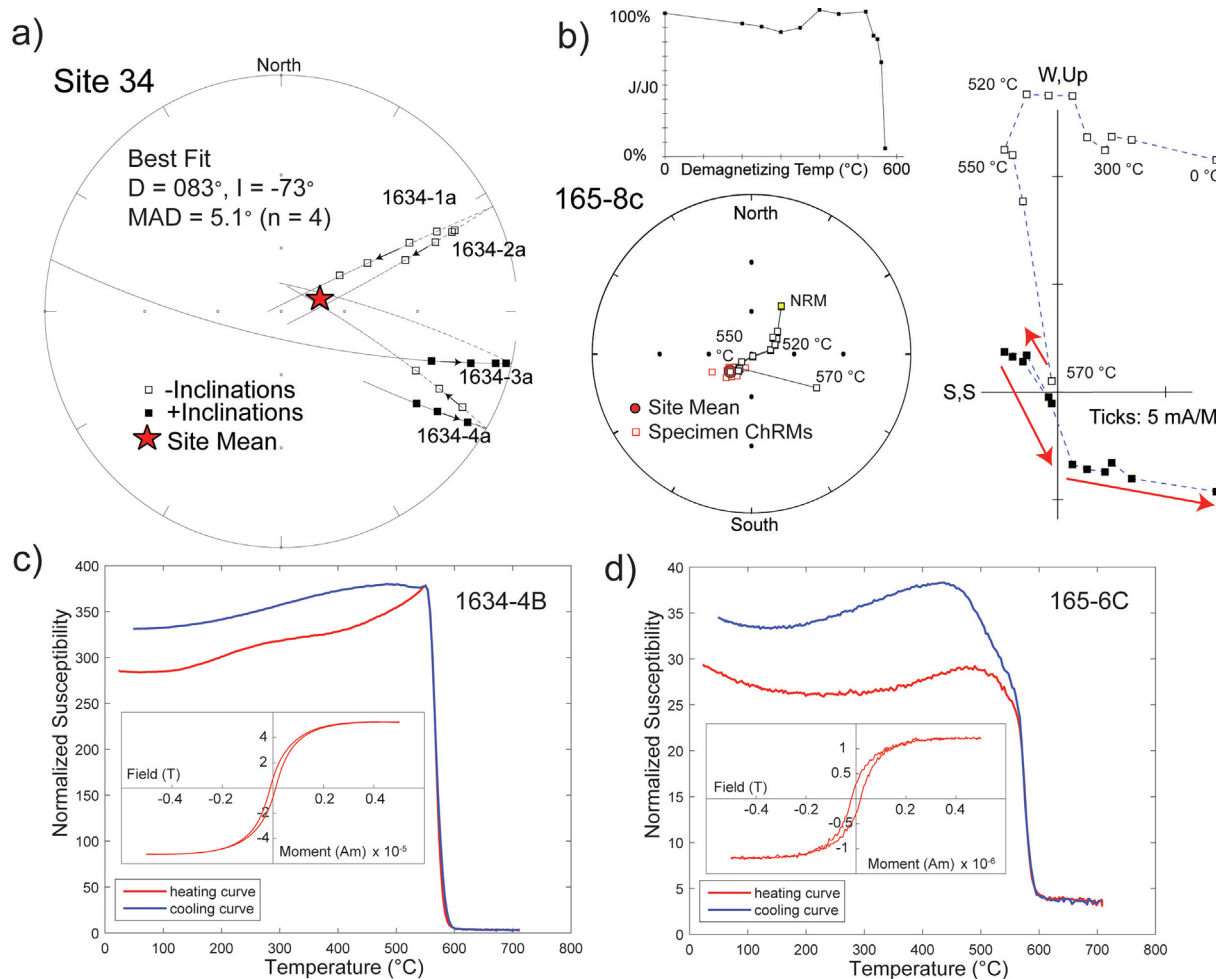 a)
Site 34
North
Best Fit
D = 083°, I = -73°
MAD = 5.1° (n = 4)
1634-1a
1634-2a
1634-3a
1634-4a
-Inclinations
+Inclinations
Site Mean
b)
100%
J/J0
0%
0
Demagnetizing Temp (°C)
600
165-8c
North
NRM
550
°C
520 °C
570 °C
Site Mean
Specimen ChRMs
South
W,Up
520 °C
550°C
300 °C
0 °C
570 °C
S,S
Ticks: 5 mA/M
c)
1634-4B
Normalized Susceptibility
400
350
300
250
200
150
100
50
0
0
100
200
300
400
500
600
700
800
Temperature (°C)
Field (T)
-0.4
-0.2
0.2
0.4
4
2
-2
-4
Moment (Am) x 10-5
heating curve
cooling curve
d)
165-6C
Normalized Susceptibility
40
35
30
25
20
15
10
5
0
0
100
200
300
400
500
600
700
800
Temperature (°C)
Field (T)
-0.4
-0.2
0.2
0.4
1
0.5
-0.5
-1
Moment (Am) x 10-6
heating curve
cooling curve